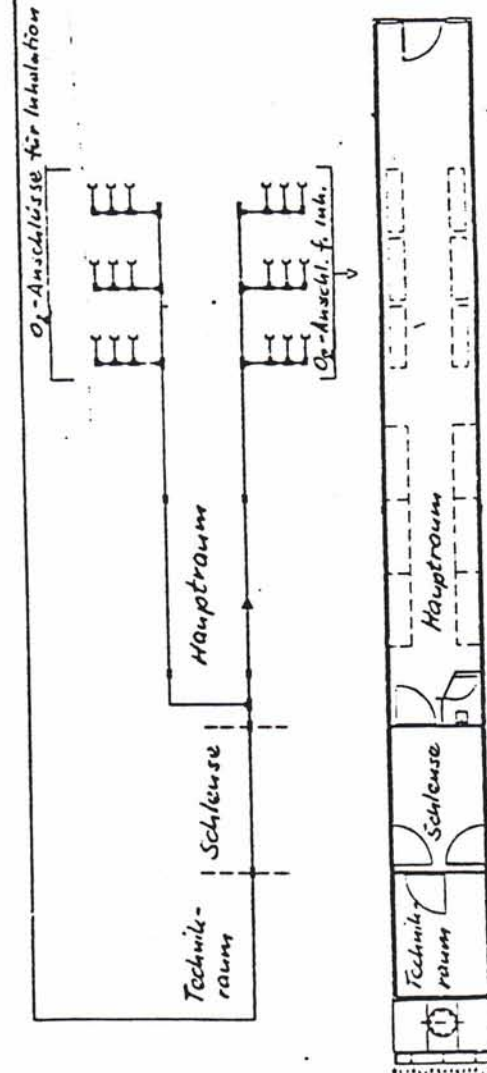 O₂-Anschlüsse für Inhalation
O₂-Anschl. f. Inh.
Hauptraum
Schleuse
Technik-
raum
Hauptraum
Schleuse
Technik-
raum